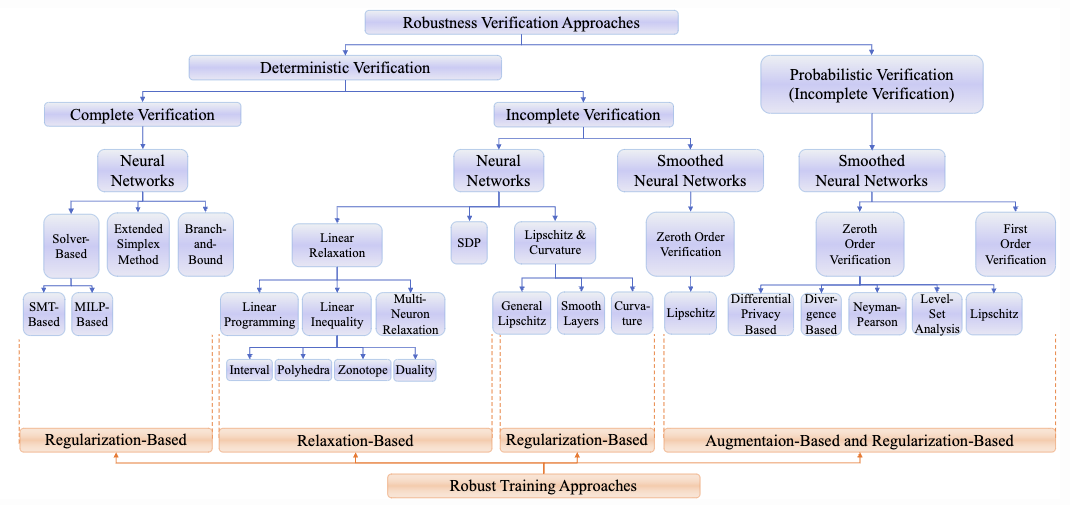 Robustness Verification Approaches
Deterministic Verification
Probabilistic Verification
(Incomplete Verification)
Complete Verification
Incomplete Verification
Neural
Networks
Neural
Networks
Smoothed
Neural Networks
Smoothed
Neural Networks
Solver-
Based
Extended
Simplex
Method
Branch-
and-
Bound
Linear
Relaxation
SDP
Lipschitz &
Curvature
Zeroth Order
Verification
Zeroth
Order
Verification
First
Order
Verification
SMT-
Based
MILP-
Based
Linear
Programming
Linear
Inequality
Multi-
Neuron
Relaxation
General
Lipschitz
Smooth
Layers
Curva-
ture
Lipschitz
Differential
Privacy
Based
Diver-
gence
Based
Neyman-
Pearson
Level-
Set
Analysis
Lipschitz
Interval
Polyhedra
Zonotope
Duality
Regularization-Based
Relaxation-Based
Regularization-Based
Augmentaion-Based and Regularization-Based
Robust Training Approaches